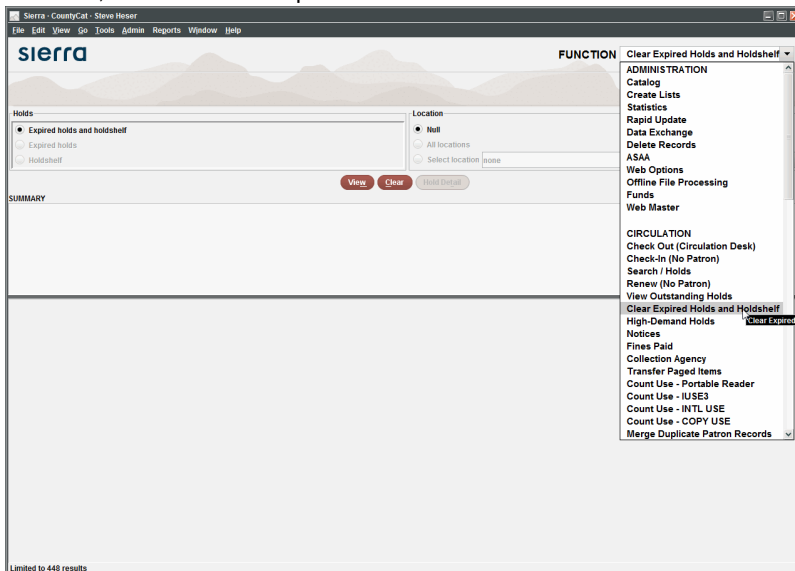 Sierra - CountyCat - Steve Heser
File Edit View Go Tools Admin Reports Window Help
sierra
FUNCTION Clear Expired Holds and Holdshelf
ADMINISTRATION
Catalog
Create Lists
Statistics
Rapid Update
Data Exchange
Delete Records
ASAA
Web Options
Offline File Processing
Funds
Web Master
CIRCULATION
Check Out (Circulation Desk)
Check-In (No Patron)
Search / Holds
Renew (No Patron)
View Outstanding Holds
Clear Expired Holds and Holdshelf
Clear Expired
High-Demand Holds
Notices
Fines Paid
Collection Agency
Transfer Paged Items
Count Use - Portable Reader
Count Use - IUSE3
Count Use - INTL USE
Count Use - COPY USE
Merge Duplicate Patron Records
Holds
Expired holds and holdshelf
Expired holds
Holdshelf
Location
Null
All locations
Select location none
View Clear Hold Detail
SUMMARY
Limited to 448 results